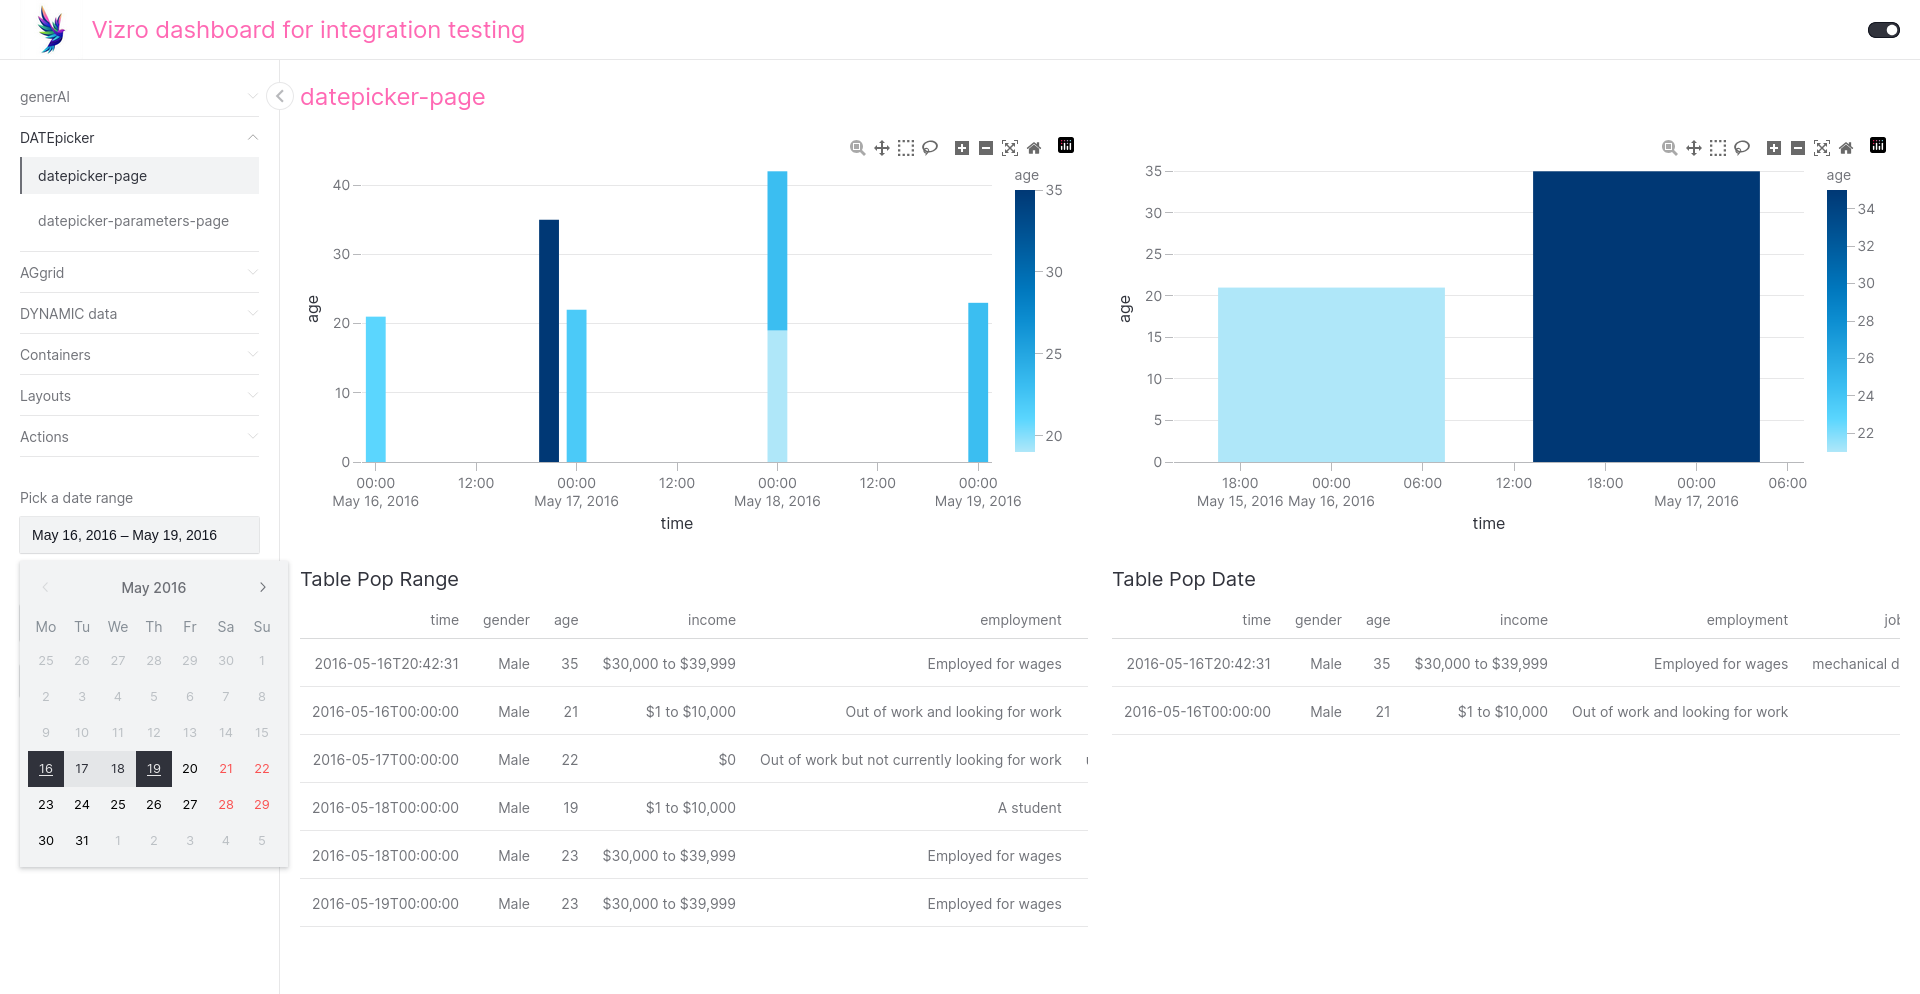 Vizro dashboard for integration testing
generAI
DATEpicker
datepicker-page
datepicker-parameters-page
AGgrid
DYNAMIC data
Containers
Layouts
Actions
Pick a date range
May 16, 2016 – May 19, 2016
May 2016
Mo Tu We Th Fr Sa Su
25 26 27 28 29 30 1
2 3 4 5 6 7 8
9 10 11 12 13 14 15
16 17 18 19 20 21 22
23 24 25 26 27 28 29
30 31 1 2 3 4 5
datepicker-page
age
40
30
20
10
0
00:00 12:00 00:00 12:00 00:00 12:00 00:00
May 16, 2016 May 17, 2016 May 18, 2016 May 19, 2016
time
age
35
30
25
20
age
35
30
25
20
15
10
5
0
18:00 00:00 06:00 12:00 18:00 00:00 06:00
May 15, 2016 May 16, 2016 May 17, 2016
time
age
34
32
30
28
26
24
22
Table Pop Range
time gender age income employment
2016-05-16T20:42:31 Male 35 $30,000 to $39,999 Employed for wages
2016-05-16T00:00:00 Male 21 $1 to $10,000 Out of work and looking for work
2016-05-17T00:00:00 Male 22 $0 Out of work but not currently looking for work
2016-05-18T00:00:00 Male 19 $1 to $10,000 A student
2016-05-18T00:00:00 Male 23 $30,000 to $39,999 Employed for wages
2016-05-19T00:00:00 Male 23 $30,000 to $39,999 Employed for wages
Table Pop Date
time gender age income employment job
2016-05-16T20:42:31 Male 35 $30,000 to $39,999 Employed for wages mechanical d
2016-05-16T00:00:00 Male 21 $1 to $10,000 Out of work and looking for work